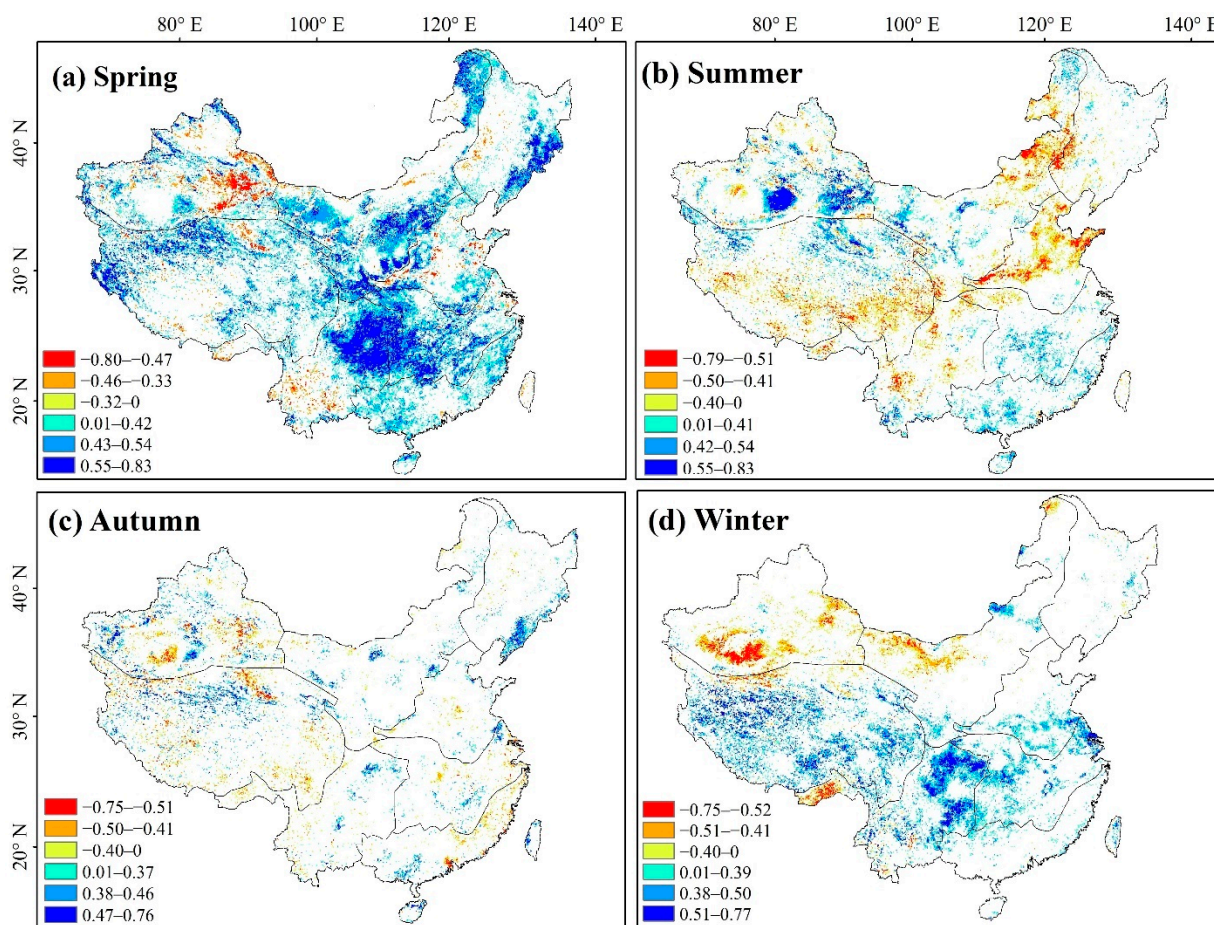 80° E 100° E 120° E 140° E 80° E 100° E 120° E 140° E
(a) Spring
(b) Summer
40° N
30° N
20° N
−0.80–−0.47
−0.46–−0.33
−0.32–0
0.01–0.42
0.43–0.54
0.55–0.83
−0.79–−0.51
−0.50–−0.41
−0.40–0
0.01–0.41
0.42–0.54
0.55–0.83
(c) Autumn
(d) Winter
40° N
30° N
20° N
−0.75–−0.51
−0.50–−0.41
−0.40–0
0.01–0.37
0.38–0.46
0.47–0.76
−0.75–−0.52
−0.51–−0.41
−0.40–0
0.01–0.39
0.38–0.50
0.51–0.77